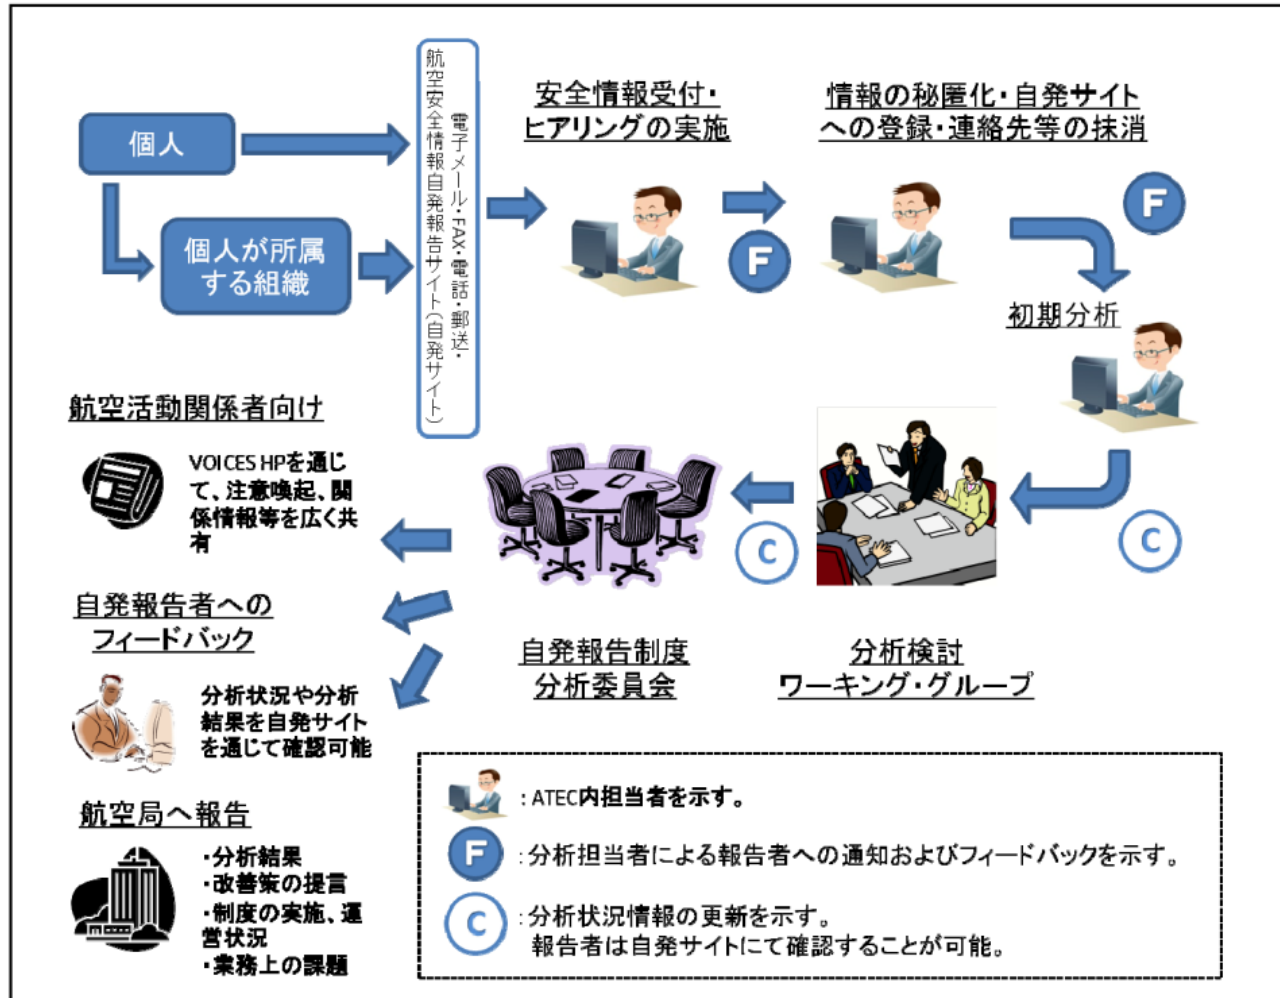 個人
個人が所属
する組織
電子メール・FAX・電話・郵送・
航空安全情報自発報告サイト(自発サイト)
安全情報受付・
ヒアリングの実施
F
情報の秘匿化・自発サイト
への登録・連絡先等の抹消
F
初期分析
C
分析検討
ワーキング・グループ
C
自発報告制度
分析委員会
航空活動関係者向け
VOICES HPを通じ
て、注意喚起、関
係情報等を広く共
有
自発報告者への
フィードバック
分析状況や分析
結果を自発サイト
を通じて確認可能
航空局へ報告
・分析結果
・改善策の提言
・制度の実施、運
営状況
・業務上の課題
：ATEC内担当者を示す。
F
：分析担当者による報告者への通知およびフィードバックを示す。
C
：分析状況情報の更新を示す。
報告者は自発サイトにて確認することが可能。